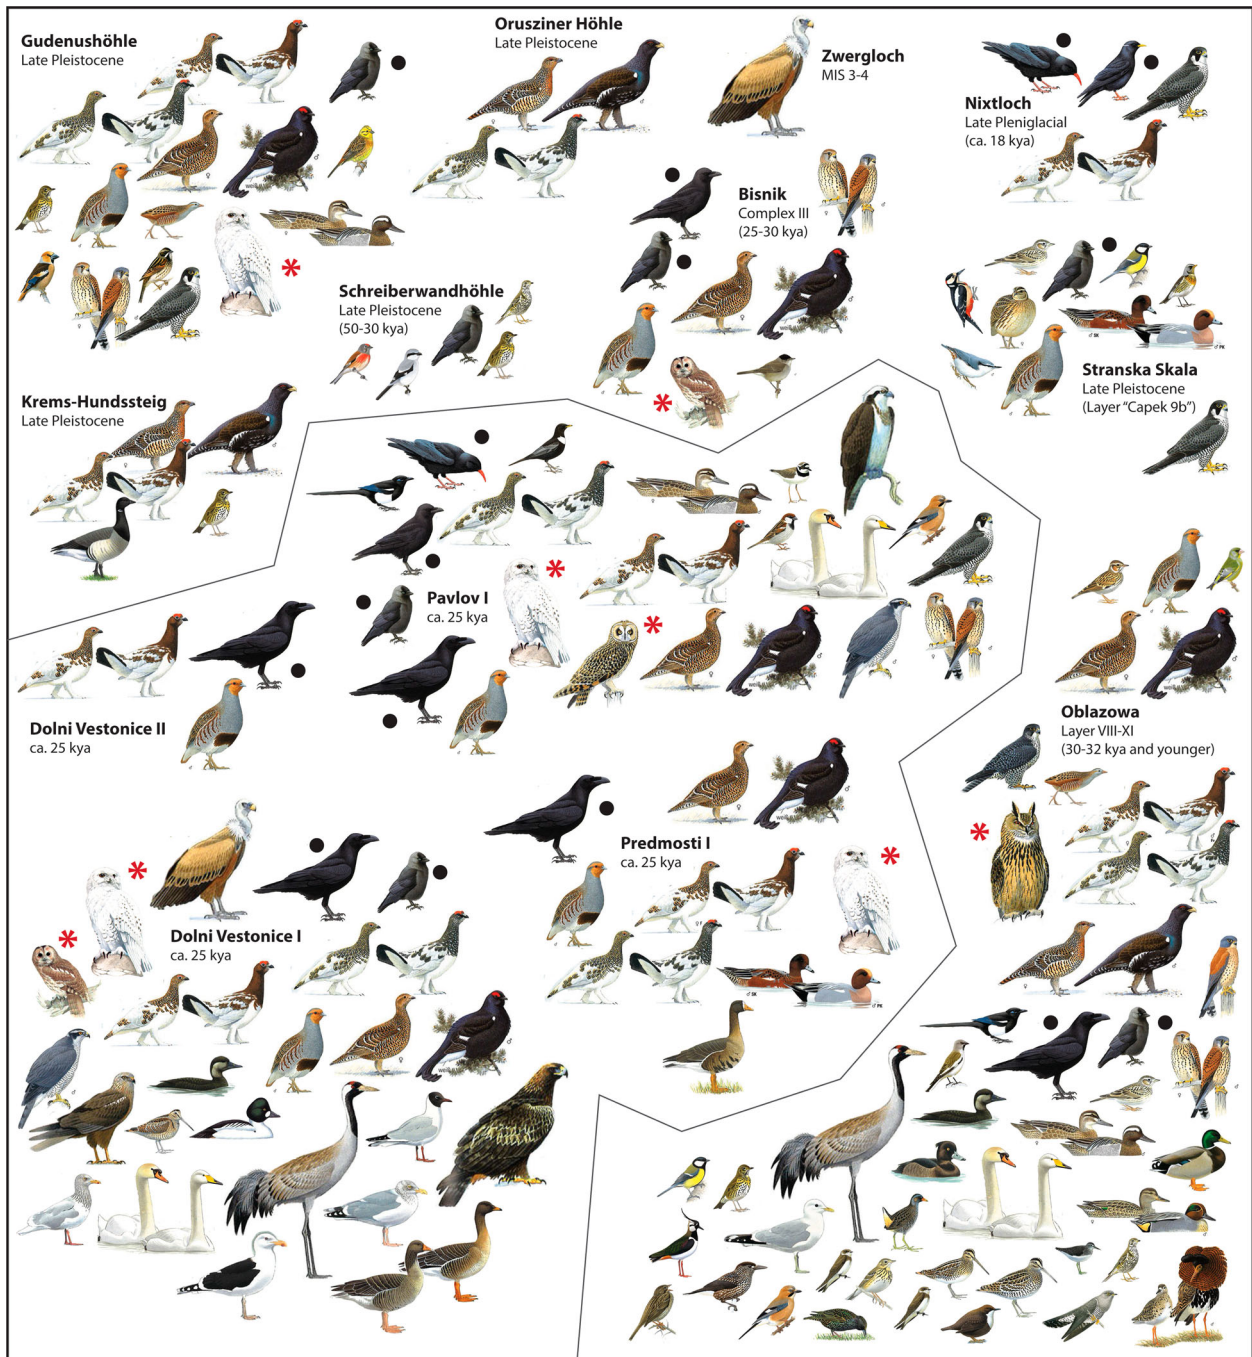 Gudenushöhle
Late Pleistocene
Orusziner Höhle
Late Pleistocene
Zwergloch
MIS 3-4
Nixtloch
Late Pleniglacial
(ca. 18 kya)
Bisnik
Complex III
(25-30 kya)
Schreiberwandhöhle
Late Pleistocene
(50-30 kya)
Stranska Skala
Late Pleistocene
(Layer “Capek 9b”)
Krems-Hundssteig
Late Pleistocene
Pavlov I
ca. 25 kya
Dolni Vestonice II
ca. 25 kya
Oblazowa
Layer VIII-XI
(30-32 kya and younger)
Predmosti I
ca. 25 kya
Dolni Vestonice I
ca. 25 kya